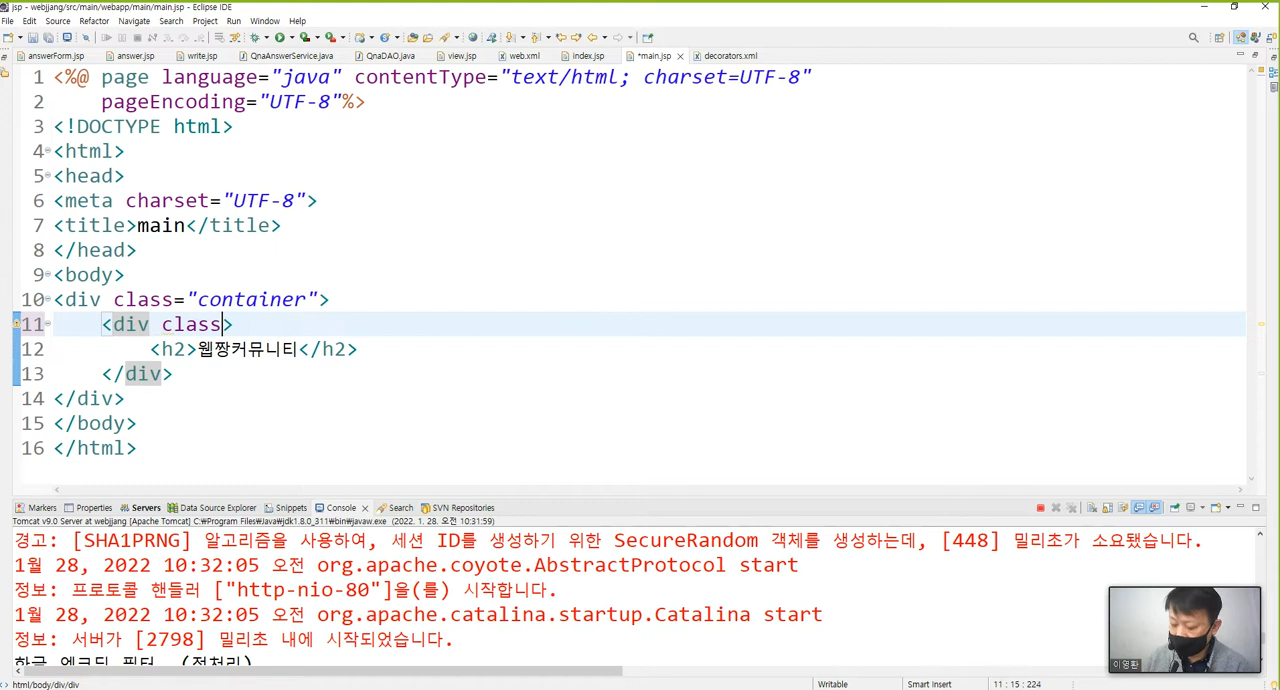 jsp - webjjang/src/main/webapp/main/main.jsp - Eclipse IDE
File Edit Source Refactor Navigate Search Project Run Window Help
answerForm.jsp answer.jsp write.jsp QnaAnswerService.java QnaDAO.java view.jsp web.xml index.jsp *main.jsp decorators.xml
1 <%@ page language="java" contentType="text/html; charset=UTF-8"
2 pageEncoding="UTF-8"%>
3 <!DOCTYPE html>
4 <html>
5 <head>
6 <meta charset="UTF-8">
7 <title>main</title>
8 </head>
9 <body>
10 <div class="container">
11 <div class>
12 <h2>웹짱커뮤니티</h2>
13 </div>
14 </div>
15 </body>
16 </html>
Markers Properties Servers Data Source Explorer Snippets Console Search SVN Repositories
Tomcat v9.0 Server at webjjang [Apache Tomcat] C:₩Program Files₩Java₩jdk1.8.0_311₩bin₩javaw.exe (2022. 1. 28. 오전 10:31:59)
경고: [SHA1PRNG] 알고리즘을 사용하여, 세션 ID를 생성하기 위한 SecureRandom 객체를 생성하는데, [448] 밀리초가 소요됐습니다.
1월 28, 2022 10:32:05 오전 org.apache.coyote.AbstractProtocol start
정보: 프로토콜 핸들러 ["http-nio-80"]을(를) 시작합니다.
1월 28, 2022 10:32:05 오전 org.apache.catalina.startup.Catalina start
정보: 서버가 [2798] 밀리초 내에 시작되었습니다.
한글 엔코딩 필터 (전처리)
이영환
html/body/div/div Writable Smart Insert 11 : 15 : 224